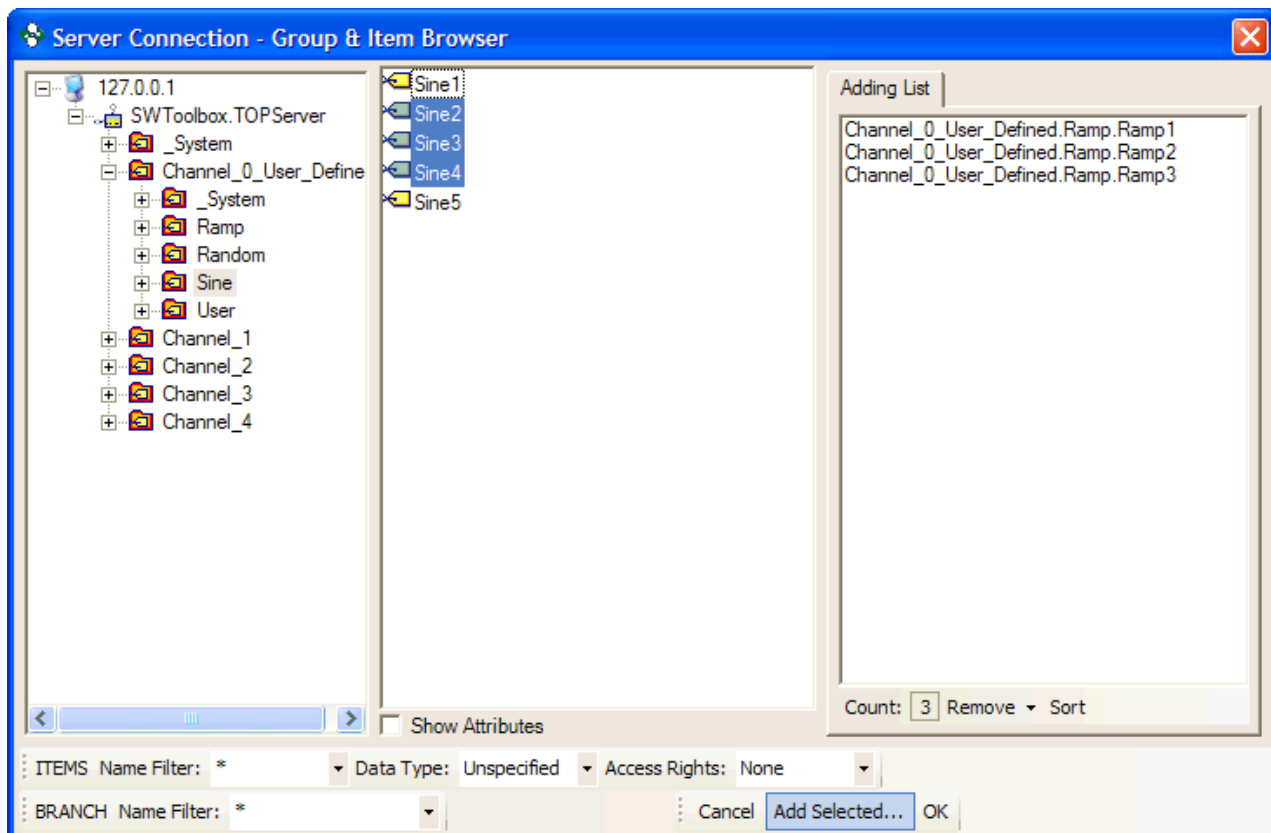 Server Connection - Group & Item Browser
127.0.0.1
SWToolbox.TOPServer
_System
Channel_0_User_Define
_System
Ramp
Random
Sine
User
Channel_1
Channel_2
Channel_3
Channel_4
Sine1
Sine2
Sine3
Sine4
Sine5
Show Attributes
Adding List
Channel_0_User_Defined.Ramp.Ramp1
Channel_0_User_Defined.Ramp.Ramp2
Channel_0_User_Defined.Ramp.Ramp3
Count: 3 Remove Sort
ITEMS Name Filter: * Data Type: Unspecified Access Rights: None
BRANCH Name Filter: * Cancel Add Selected... OK